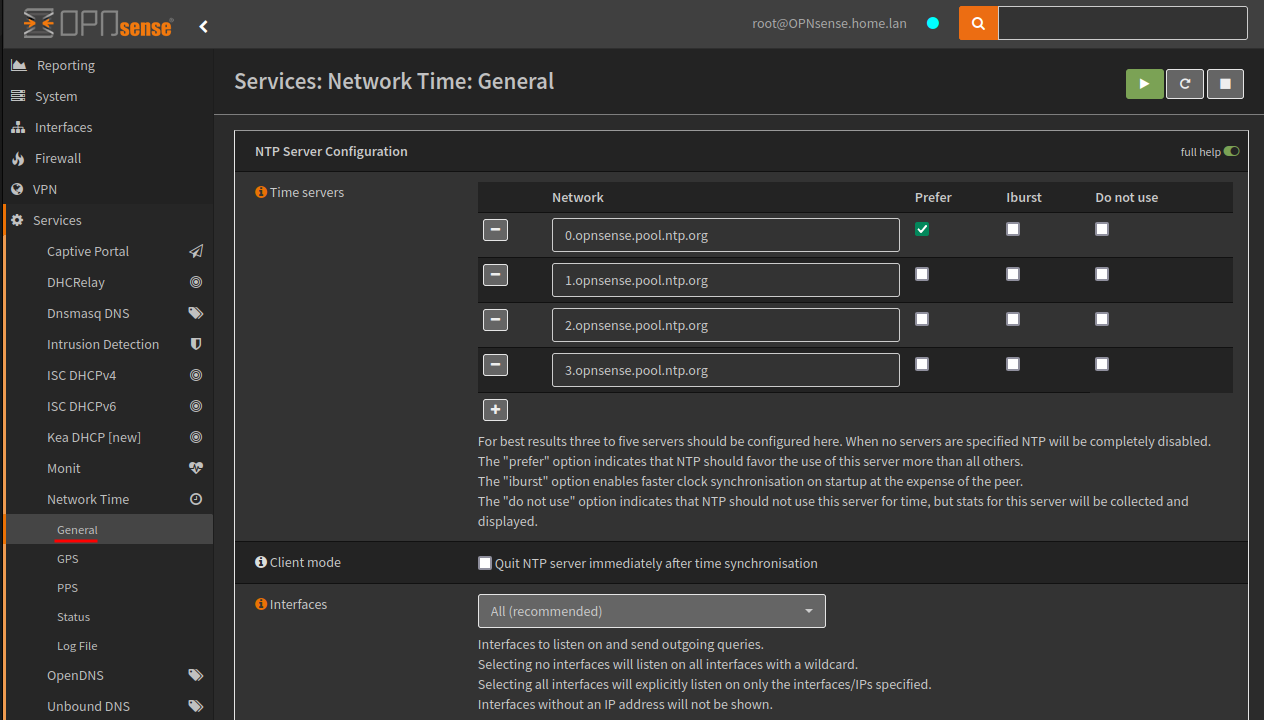 OPNsense
root@OPNsense.home.lan
Reporting
System
Interfaces
Firewall
VPN
Services
Captive Portal
DHCRelay
Dnsmasq DNS
Intrusion Detection
ISC DHCPv4
ISC DHCPv6
Kea DHCP [new]
Monit
Network Time
General
GPS
PPS
Status
Log File
OpenDNS
Unbound DNS
Services: Network Time: General
NTP Server Configuration
full help
Time servers
Network Prefer Iburst Do not use
0.opnsense.pool.ntp.org
1.opnsense.pool.ntp.org
2.opnsense.pool.ntp.org
3.opnsense.pool.ntp.org
For best results three to five servers should be configured here. When no servers are specified NTP will be completely disabled.
The "prefer" option indicates that NTP should favor the use of this server more than all others.
The "iburst" option enables faster clock synchronisation on startup at the expense of the peer.
The "do not use" option indicates that NTP should not use this server for time, but stats for this server will be collected and
displayed.
Client mode
Quit NTP server immediately after time synchronisation
Interfaces
All (recommended)
Interfaces to listen on and send outgoing queries.
Selecting no interfaces will listen on all interfaces with a wildcard.
Selecting all interfaces will explicitly listen on only the interfaces/IPs specified.
Interfaces without an IP address will not be shown.